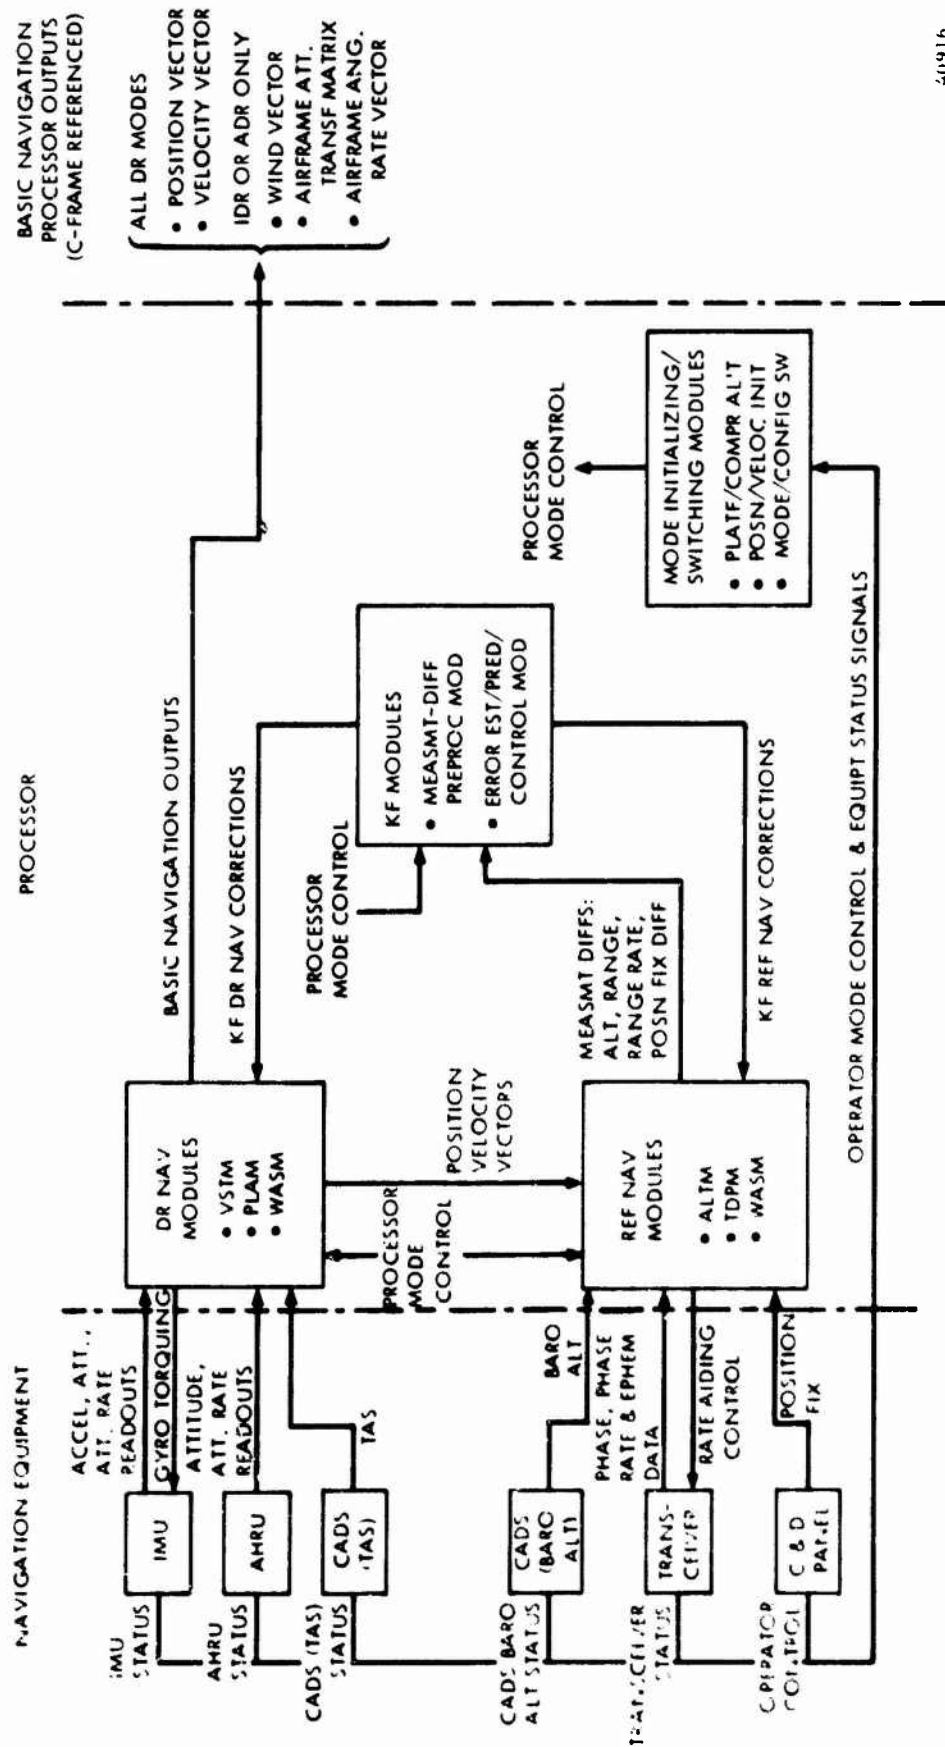 NAVIGATION EQUIPMENT
PROCESSOR
BASIC NAVIGATION
PROCESSOR OUTPUTS
(C-FRAME REFERENCED)
IMU
STATUS
IMU
ACCEL, ATT.,
ATT. RATE
READOUTS
GYRO TORQUING
AHRU
STATUS
AHRU
ATTITUDE,
ATT. RATE
READOUTS
CADS (TAS)
STATUS
CADS
(TAS)
TAS
CADS BARO
ALT STATUS
CADS
(BARO
ALT)
BARO
ALT
TRANSCEIVER
STATUS
TRANS-
CEIVER
PHASE, PHASE
RATE & EPHEM
DATA
RATE AIDING
CONTROL
OPERATOR
CONTROL
C & D
PANEL
POSITION
FIX
DR NAV
MODULES
• VSTM
• PLAM
• WASM
PROCESSOR
MODE
CONTROL
POSITION
VELOCITY
VECTORS
REF NAV
MODULES
• ALTM
• TDPM
• WASM
BASIC NAVIGATION OUTPUTS
KF DR NAV CORRECTIONS
PROCESSOR
MODE CONTROL
MEASMT DIFFS:
ALT, RANGE,
RANGE RATE,
POSN FIX DIFF
KF REF NAV CORRECTIONS
KF MODULES
• MEASMT-DIFF
PREPROC MOD
• ERROR EST/PRED/
CONTROL MOD
PROCESSOR
MODE CONTROL
MODE INITIALIZING/
SWITCHING MODULES
• PLATF/COMPR AL'T
• POSN/VELOC INIT
• MODE/CONFIG SW
OPERATOR MODE CONTROL & EQUIPT STATUS SIGNALS
ALL DR MODES
• POSITION VECTOR
• VELOCITY VECTOR
IDR OR ADR ONLY
• WIND VECTOR
• AIRFRAME ATT.
TRANSF MATRIX
• AIRFRAME ANG.
RATE VECTOR